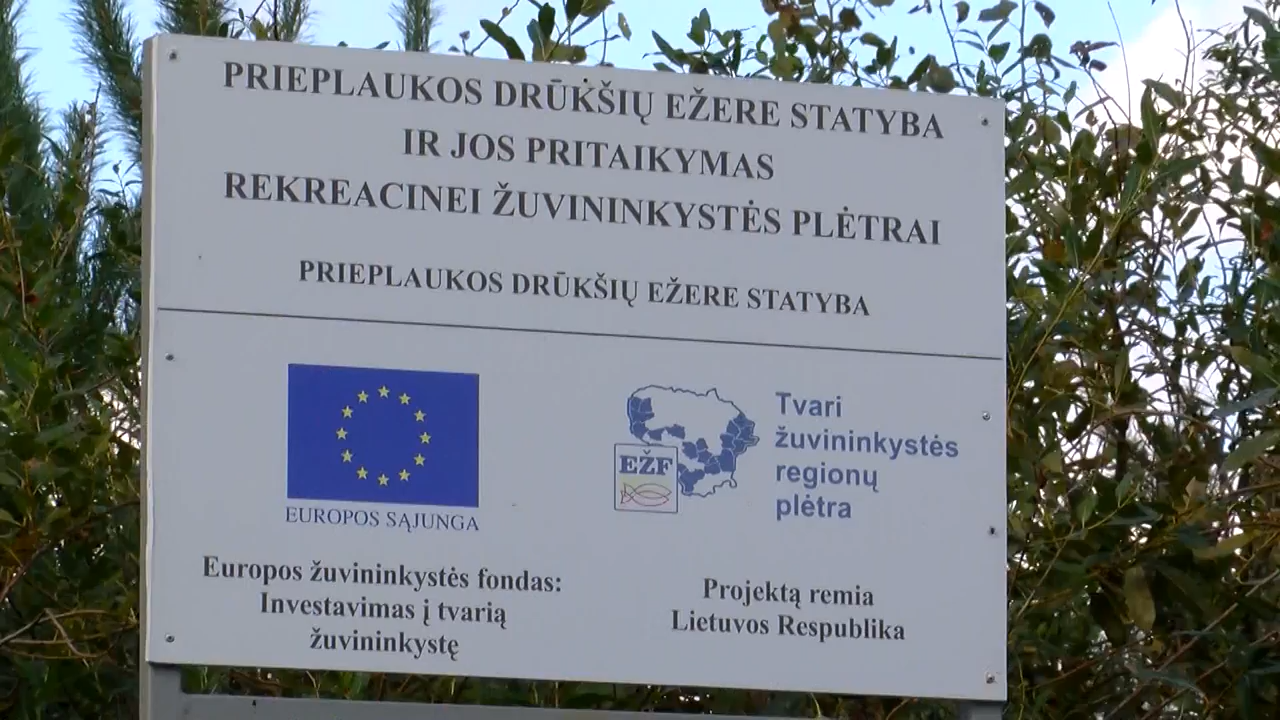 PRIEPLAUKOS DRŪKŠIŲ EŽERE STATYBA
IR JOS PRITAIKYMAS
REKREACINEI ŽUVININKYSTĖS PLĖTRAI
PRIEPLAUKOS DRŪKŠIŲ EŽERE STATYBA
EUROPOS SĄJUNGA
Europos žuvininkystės fondas:
Investavimas į tvarią
žuvininkystę
EŽF
Tvari
žuvininkystės
regionų
plėtra
Projektą remia
Lietuvos Respublika